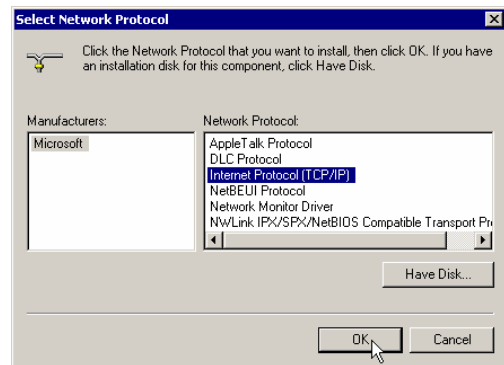 Select Network Protocol
Click the Network Protocol that you want to install, then click OK. If you have
an installation disk for this component, click Have Disk.
Manufacturers:
Microsoft
Network Protocol:
AppleTalk Protocol
DLC Protocol
Internet Protocol (TCP/IP)
NetBEUI Protocol
Network Monitor Driver
NWLink IPX/SPX/NetBIOS Compatible Transport Pr
Have Disk...
OK
Cancel